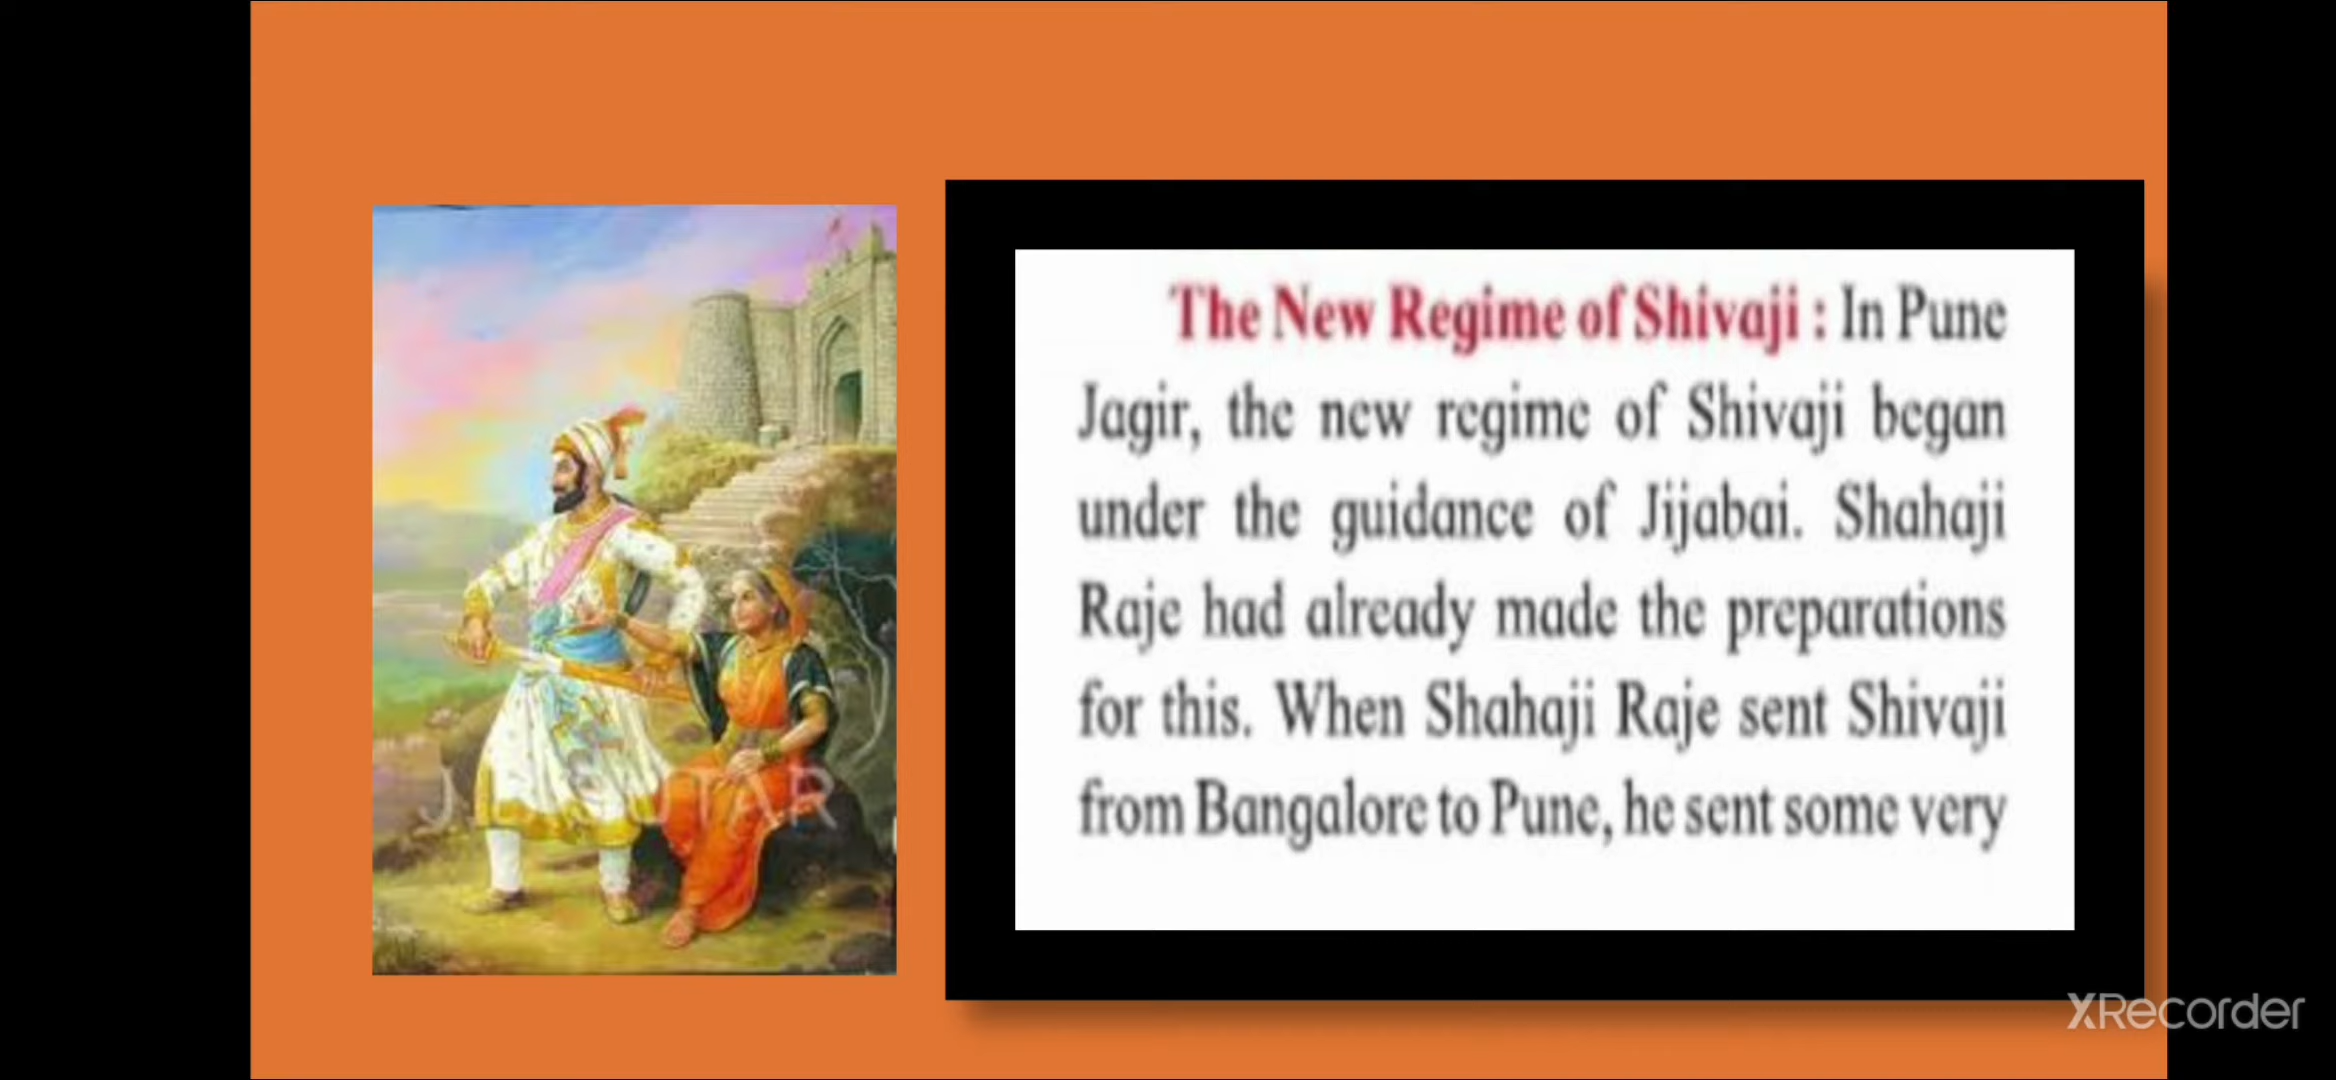 The New Regime of Shivaji : In Pune
Jagir, the new regime of Shivaji began
under the guidance of Jijabai. Shahaji
Raje had already made the preparations
for this. When Shahaji Raje sent Shivaji
from Bangalore to Pune, he sent some very
XRecorder